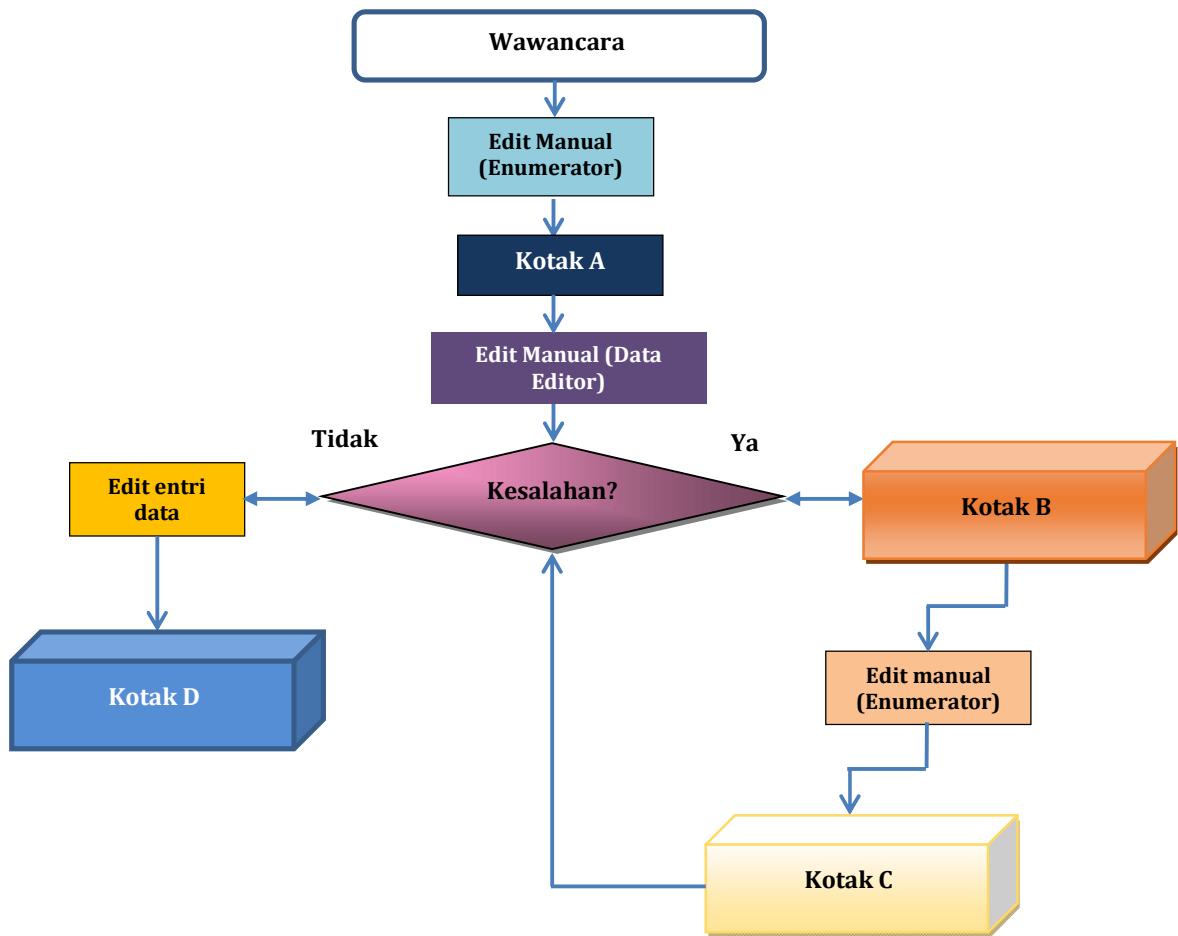 Wawancara
Edit Manual
(Enumerator)
Kotak A
Edit Manual (Data
Editor)
Tidak
Ya
Edit entri
data
Kesalahan?
Kotak B
Edit manual
(Enumerator)
Kotak D
Kotak C